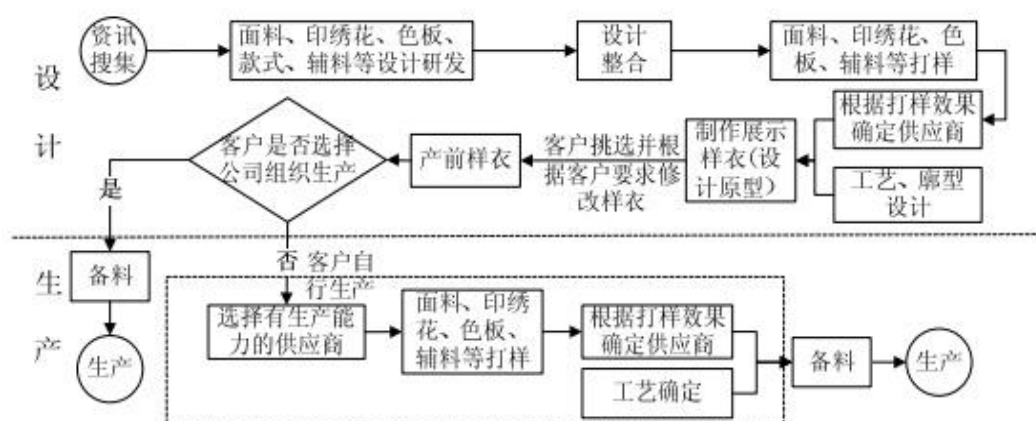 资讯
搜集
面料、印绣花、色板、
款式、辅料等设计研发
设计
整合
面料、印绣花、色
板、辅料等打样
设
计
根据打样效果
确定供应商
工艺、廓型
设计
制作展示
样衣(设
计原型)
客户挑选并根
据客户要求修
改样衣
产前样衣
客户是否选择
公司组织生产
是
否
客户自
行生产
生
产
备料
生产
选择有生产能
力的供应商
面料、印绣
花、色板、
辅料等打样
根据打样效果
确定供应商
工艺确定
备料
生产